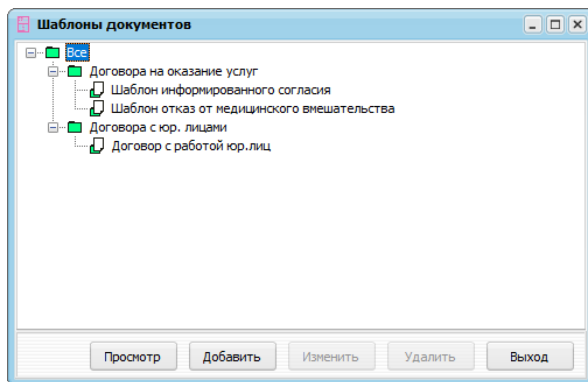 Шаблоны документов
Все
Договора на оказание услуг
Шаблон информированного согласия
Шаблон отказ от медицинского вмешательства
Договора с юр. лицами
Договор с работой юр.лиц
Просмотр Добавить Изменить Удалить Выход